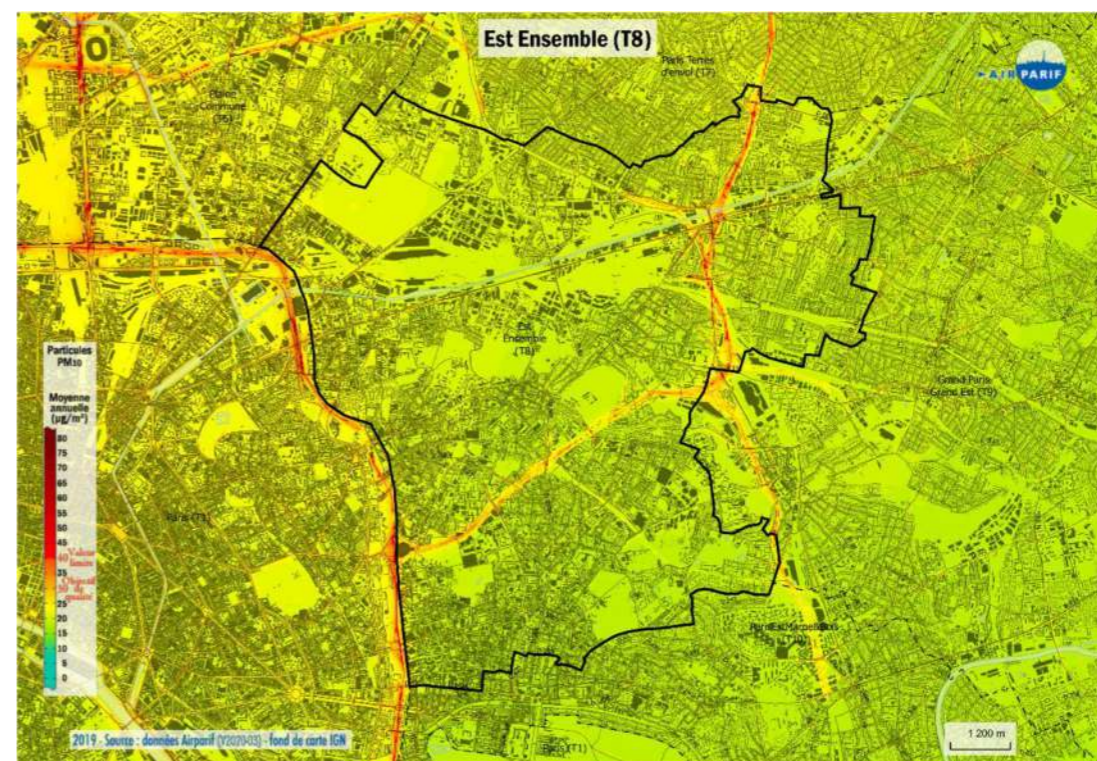 Est Ensemble (T8)
Paris Terres
d'envol (T7)
AIRPARIF
Plaine
Commune
(T6)
Est
Ensemble
(T8)
Grand Paris
Grand Est (T9)
Paris (T1)
Paris (T1)
Particules
PM10
Moyenne
annuelle
(µg/m³)
80
75
70
65
60
55
50
45
40 Valeur
limite
35
30 Objectif
de
qualité
25
20
15
10
5
0
1 200 m
2019 - Source : données Airparif (V2020-03) - fond de carte IGN